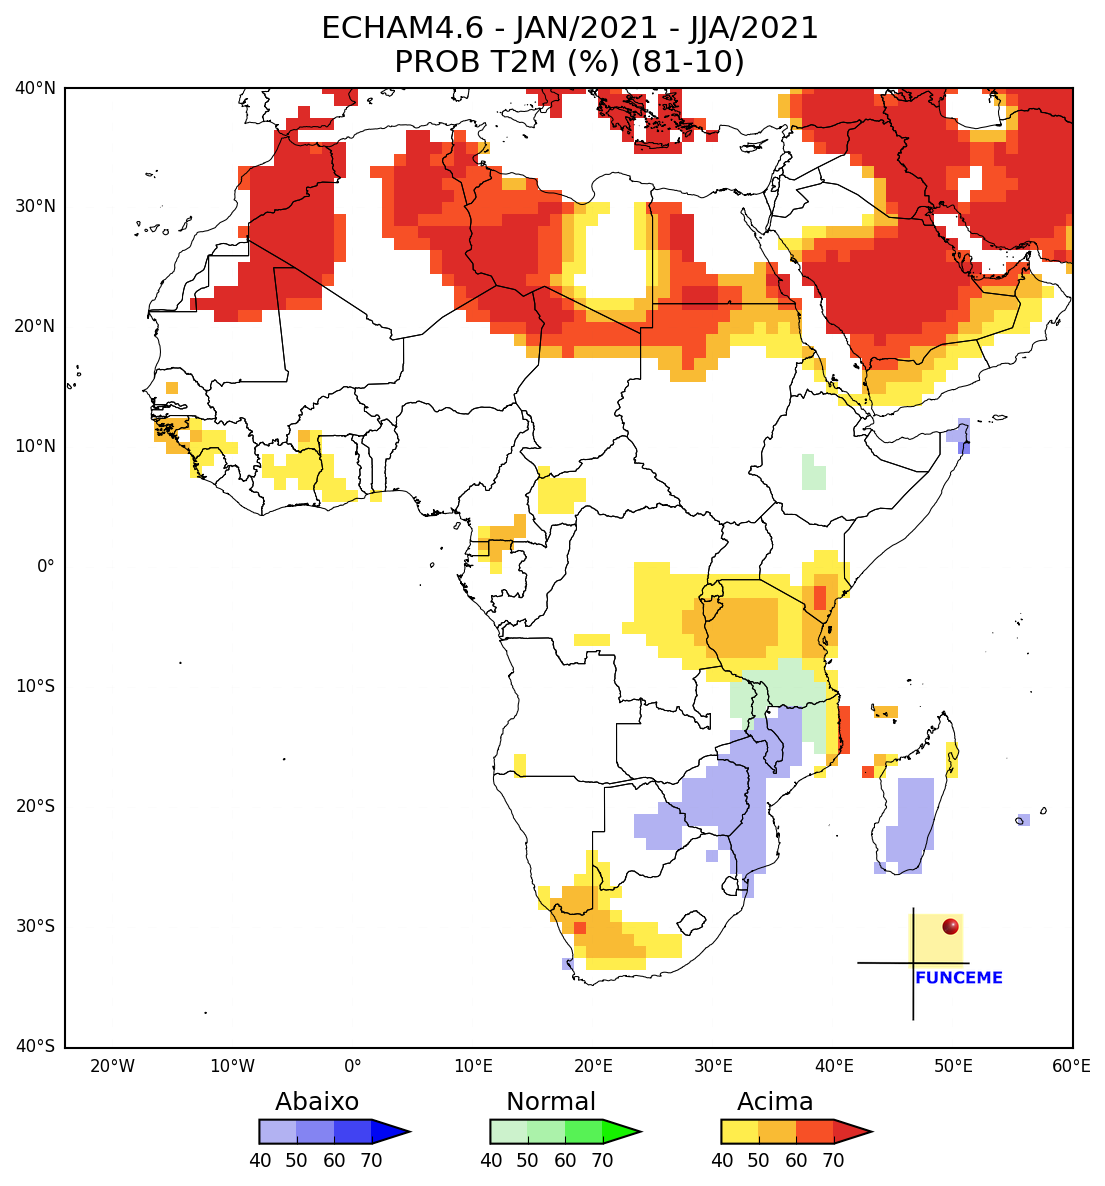 ECHAM4.6 - JAN/2021 - JJA/2021
PROB T2M (%) (81-10)
40°N
30°N
20°N
10°N
0°
10°S
20°S
30°S
40°S
FUNCEME
20°W 10°W 0° 10°E 20°E 30°E 40°E 50°E 60°E
Abaixo Normal Acima
40 50 60 70 40 50 60 70 40 50 60 70